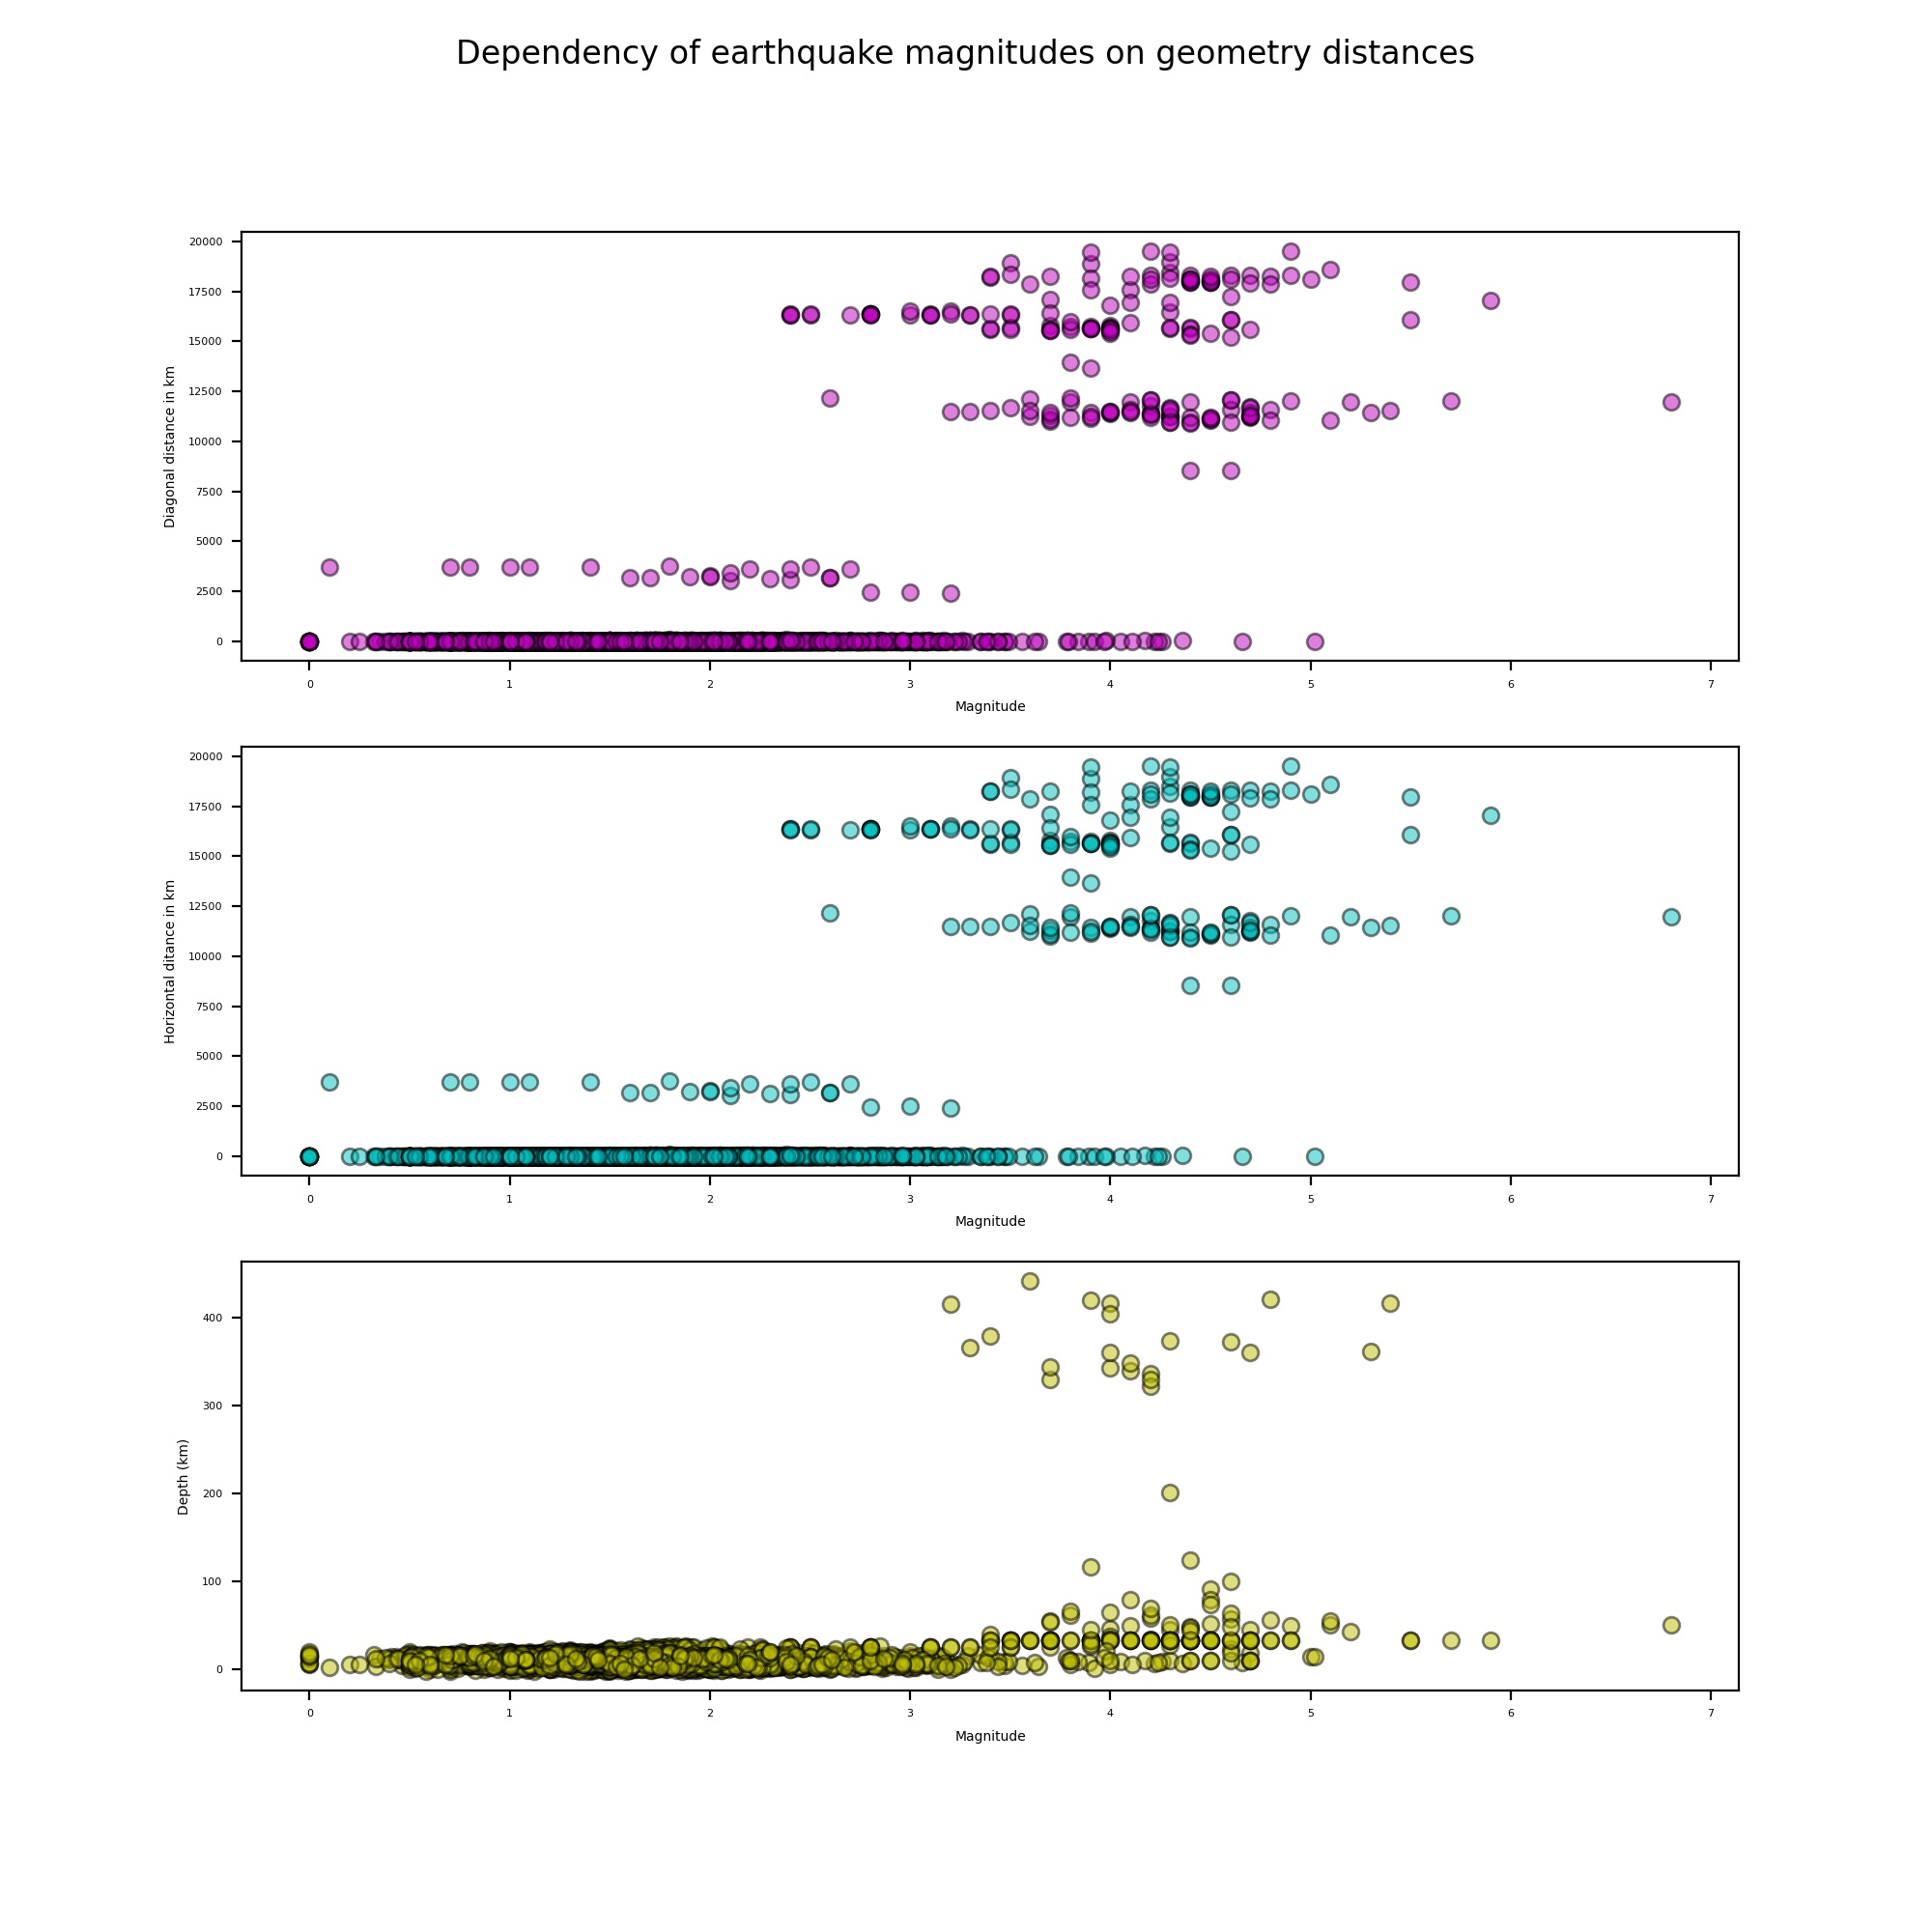 Dependency of earthquake magnitudes on geometry distances
20000
17500
15000
12500
10000
7500
5000
2500
0
Diagonal distance in km
0 1 2 3 4 5 6 7
Magnitude
20000
17500
15000
12500
10000
7500
5000
2500
0
Horizontal ditance in km
0 1 2 3 4 5 6 7
Magnitude
400
300
200
100
0
Depth (km)
0 1 2 3 4 5 6 7
Magnitude